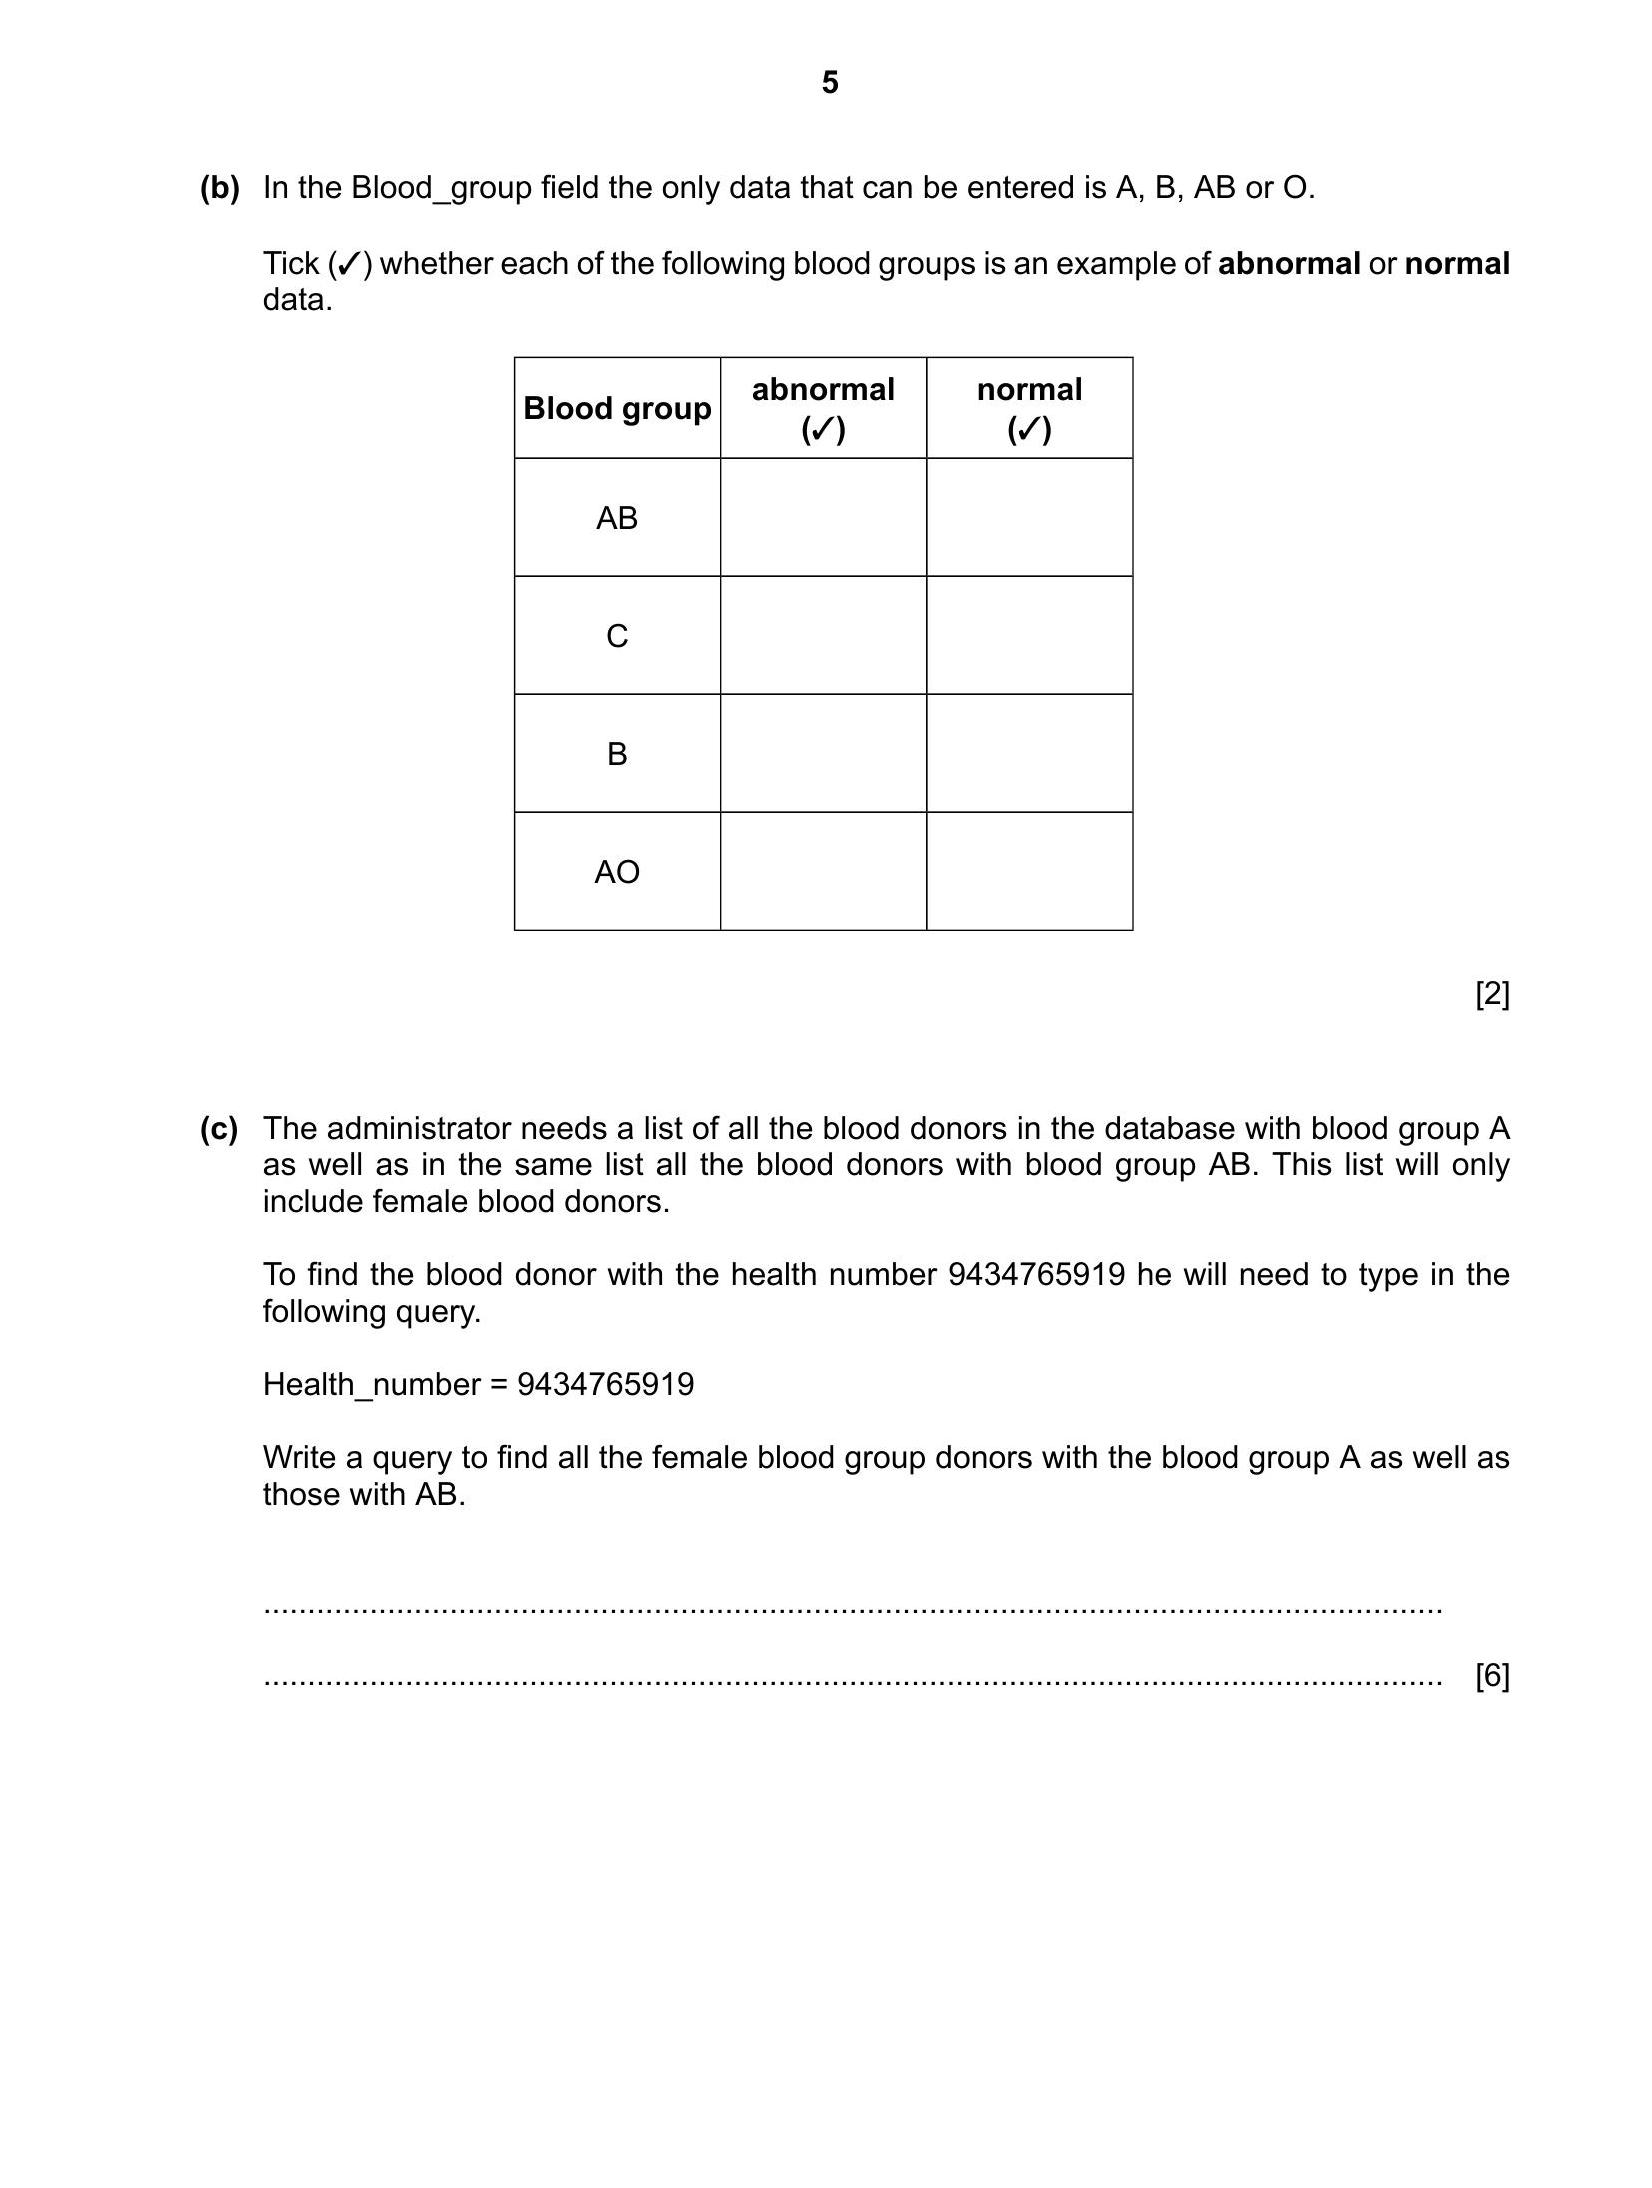 5
(b) In the Blood_group field the only data that can be entered is A, B, AB or O.
Tick (✓) whether each of the following blood groups is an example of abnormal or normal
data.
Blood group
abnormal
(✓)
normal
(✓)
AB
C
B
AO
[2]
(c) The administrator needs a list of all the blood donors in the database with blood group A
as well as in the same list all the blood donors with blood group AB. This list will only
include female blood donors.
To find the blood donor with the health number 9434765919 he will need to type in the
following query.
Health_number = 9434765919
Write a query to find all the female blood group donors with the blood group A as well as
those with AB.
................................................................................................................................
................................................................................................................................ [6]